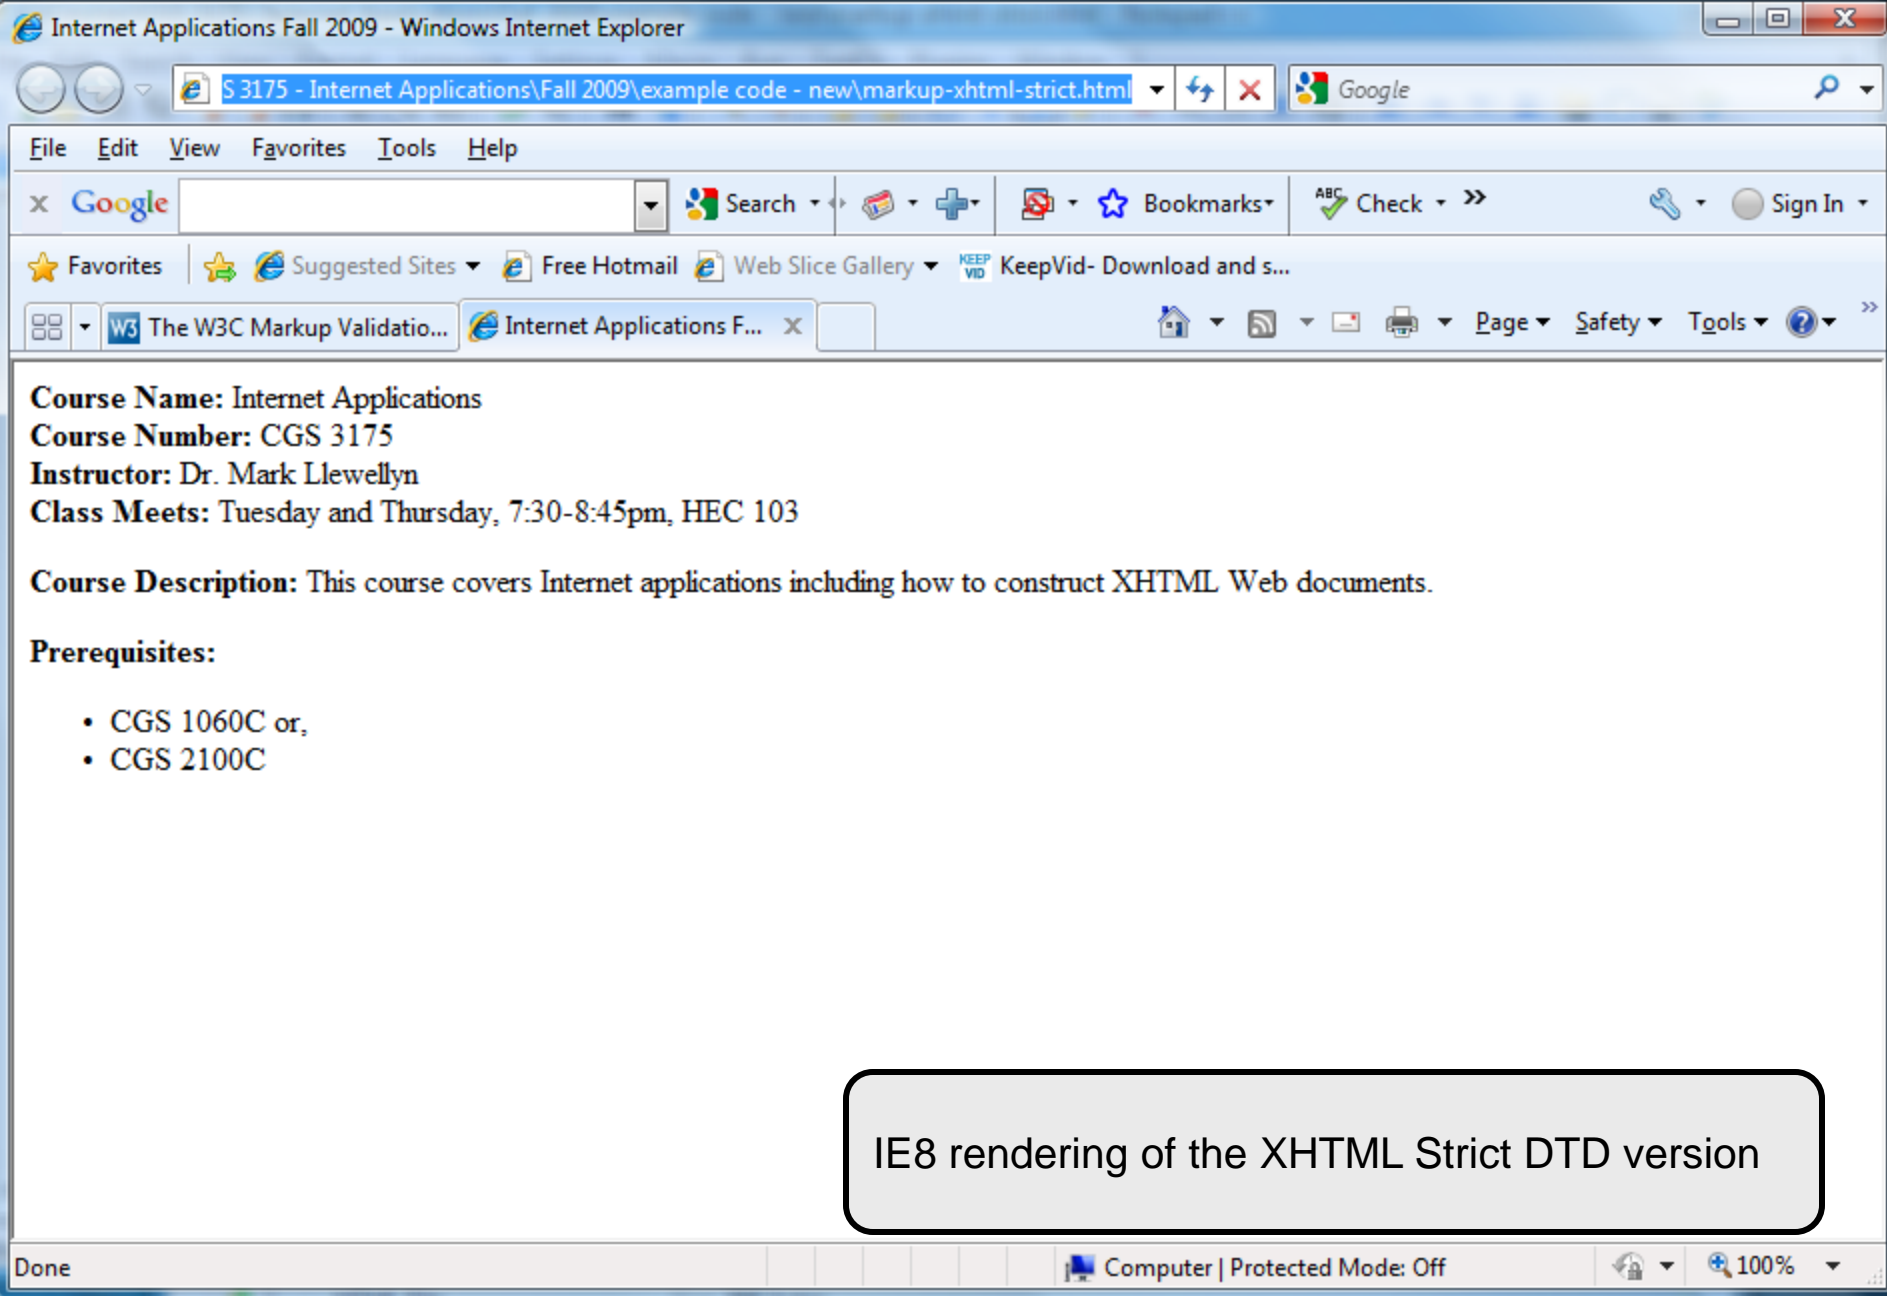 Internet Applications Fall 2009 - Windows Internet Explorer
S 3175 - Internet Applications\Fall 2009\example code - new\markup-xhtml-strict.html
Google
File Edit View Favorites Tools Help
x Google Search Bookmarks ABC Check » Sign In
Favorites Suggested Sites Free Hotmail Web Slice Gallery KEEP VID KeepVid- Download and s...
W3 The W3C Markup Validatio... Internet Applications F... x Page Safety Tools »
Course Name: Internet Applications
Course Number: CGS 3175
Instructor: Dr. Mark Llewellyn
Class Meets: Tuesday and Thursday, 7:30-8:45pm, HEC 103
Course Description: This course covers Internet applications including how to construct XHTML Web documents.
Prerequisites:
• CGS 1060C or,
• CGS 2100C
IE8 rendering of the XHTML Strict DTD version
Done Computer | Protected Mode: Off 100%